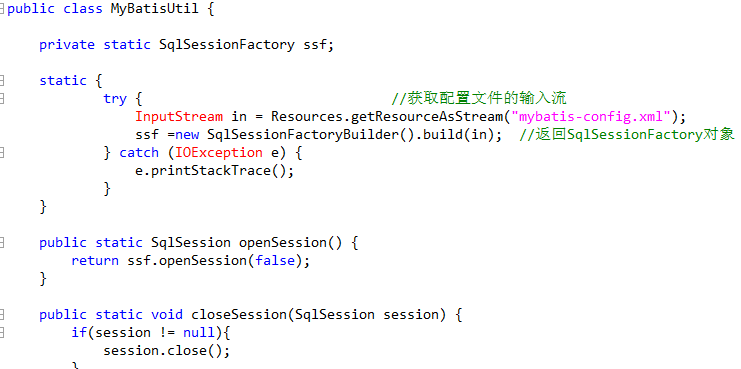 public class MyBatisUtil {
private static SqlSessionFactory ssf;
static {
try { //获取配置文件的输入流
InputStream in = Resources.getResourceAsStream("mybatis-config.xml");
ssf =new SqlSessionFactoryBuilder().build(in); //返回SqlSessionFactory对象
} catch (IOException e) {
e.printStackTrace();
}
}
public static SqlSession openSession() {
return ssf.openSession(false);
}
public static void closeSession(SqlSession session) {
if(session != null){
session.close();
}